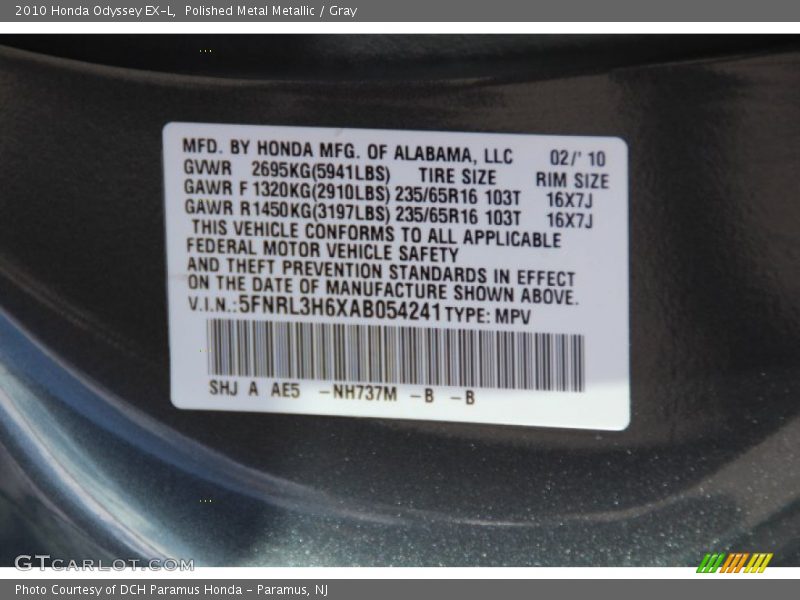 2010 Honda Odyssey EX-L, Polished Metal Metallic / Gray
MFD. BY HONDA MFG. OF ALABAMA, LLC 02/' 10
GVWR 2695KG(5941LBS) TIRE SIZE RIM SIZE
GAWR F 1320KG(2910LBS) 235/65R16 103T 16X7J
GAWR R1450KG(3197LBS) 235/65R16 103T 16X7J
THIS VEHICLE CONFORMS TO ALL APPLICABLE
FEDERAL MOTOR VEHICLE SAFETY
AND THEFT PREVENTION STANDARDS IN EFFECT
ON THE DATE OF MANUFACTURE SHOWN ABOVE.
V.I.N.:5FNRL3H6XAB054241 TYPE: MPV
SHJ A AE5 -NH737M -B -B
GTCARLOT.COM
Photo Courtesy of DCH Paramus Honda - Paramus, NJ